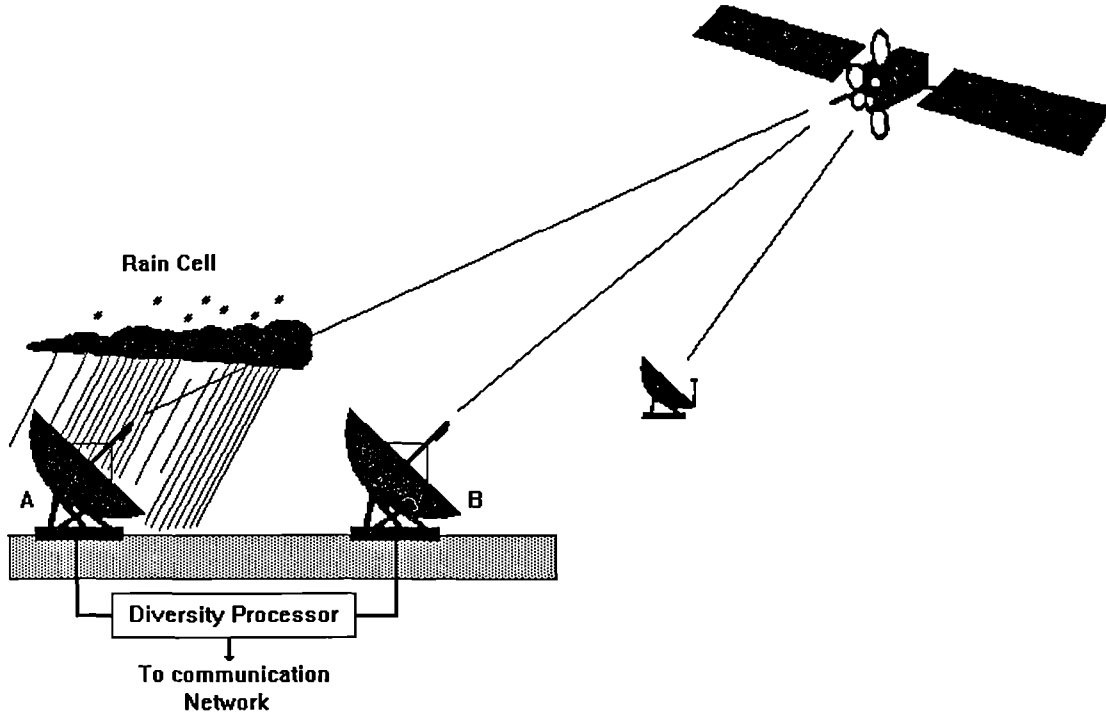 Rain Cell
A
B
Diversity Processor
To communication
Network